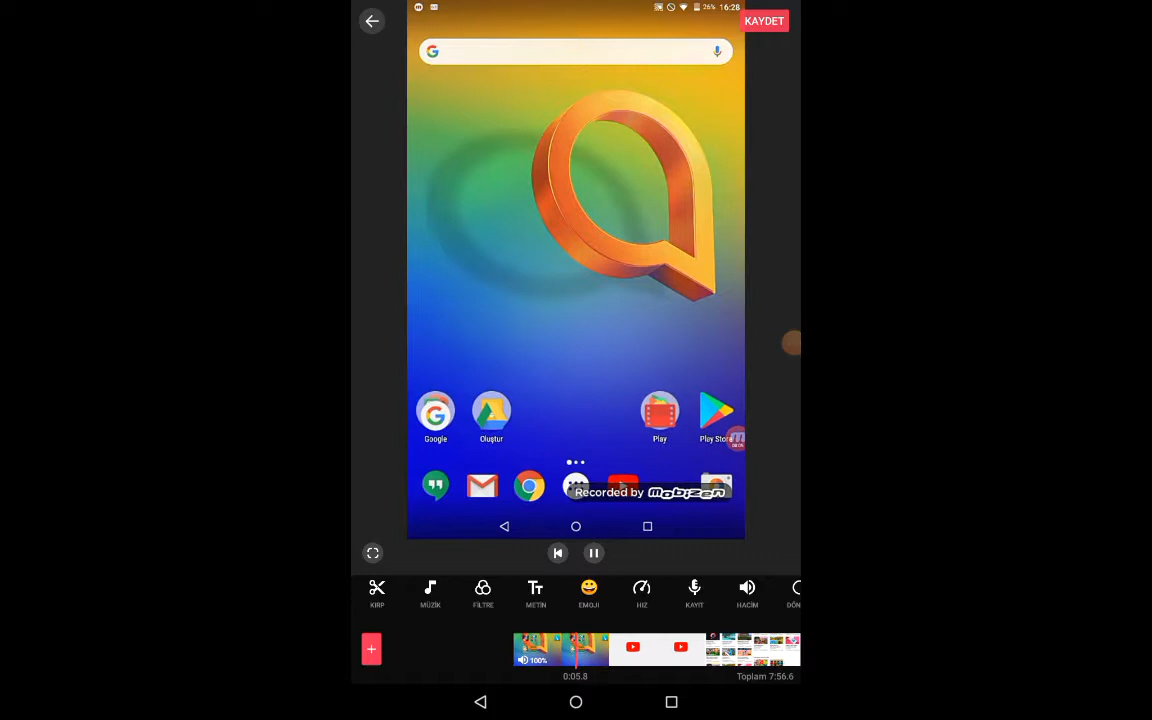 16:28
26%
KAYDET
Google
Oluştur
Play
Play Store
Recorded by mobizen
KIRP
MÜZİK
FİLTRE
METİN
EMOJI
HIZ
KAYIT
HACİM
DÖN
100%
0:05.8
Toplam 7:56.6